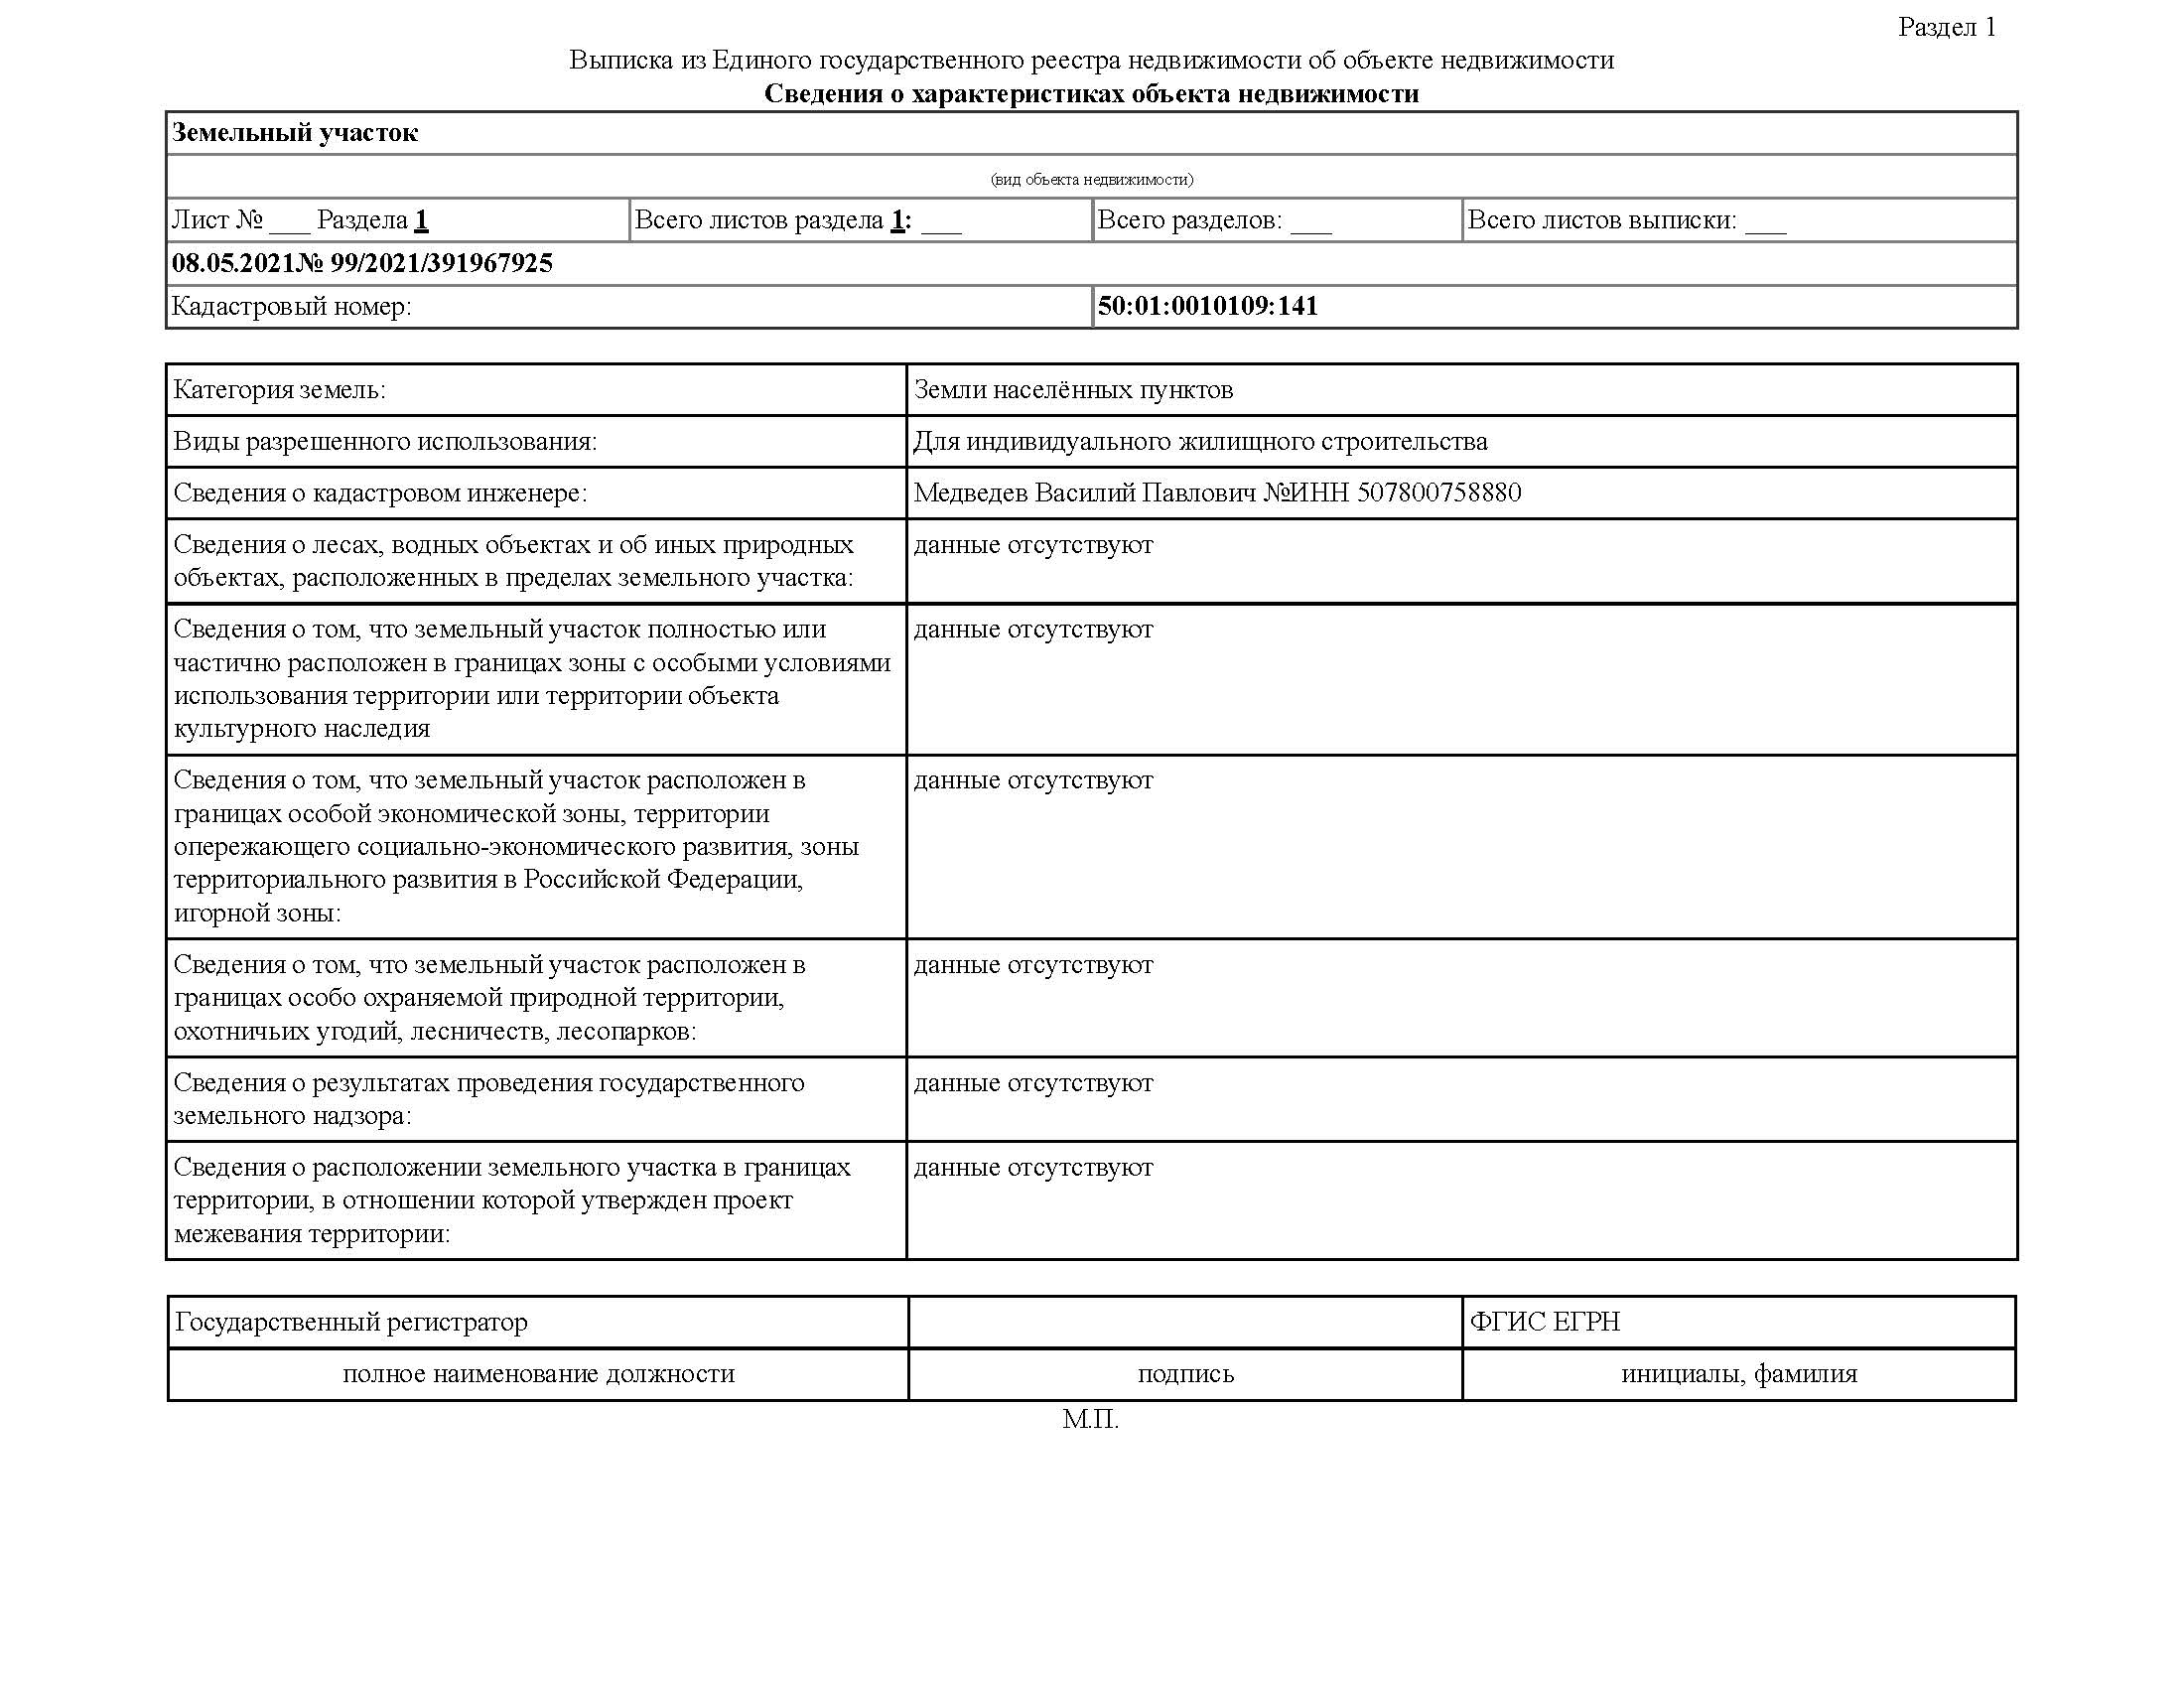 Раздел 1
Выписка из Единого государственного реестра недвижимости об объекте недвижимости
Сведения о характеристиках объекта недвижимости
Земельный участок
(вид объекта недвижимости)
Лист № ___ Раздела 1 Всего листов раздела 1: ___ Всего разделов: ___ Всего листов выписки: ___
08.05.2021№ 99/2021/391967925
Кадастровый номер: 50:01:0010109:141
Категория земель: Земли населённых пунктов
Виды разрешенного использования: Для индивидуального жилищного строительства
Сведения о кадастровом инженере: Медведев Василий Павлович №ИНН 507800758880
Сведения о лесах, водных объектах и об иных природных данные отсутствуют
объектах, расположенных в пределах земельного участка:
Сведения о том, что земельный участок полностью или данные отсутствуют
частично расположен в границах зоны с особыми условиями
использования территории или территории объекта
культурного наследия
Сведения о том, что земельный участок расположен в данные отсутствуют
границах особой экономической зоны, территории
опережающего социально-экономического развития, зоны
территориального развития в Российской Федерации,
игорной зоны:
Сведения о том, что земельный участок расположен в данные отсутствуют
границах особо охраняемой природной территории,
охотничьих угодий, лесничеств, лесопарков:
Сведения о результатах проведения государственного данные отсутствуют
земельного надзора:
Сведения о расположении земельного участка в границах данные отсутствуют
территории, в отношении которой утвержден проект
межевания территории:
Государственный регистратор ФГИС ЕГРН
полное наименование должности подпись инициалы, фамилия
М.П.